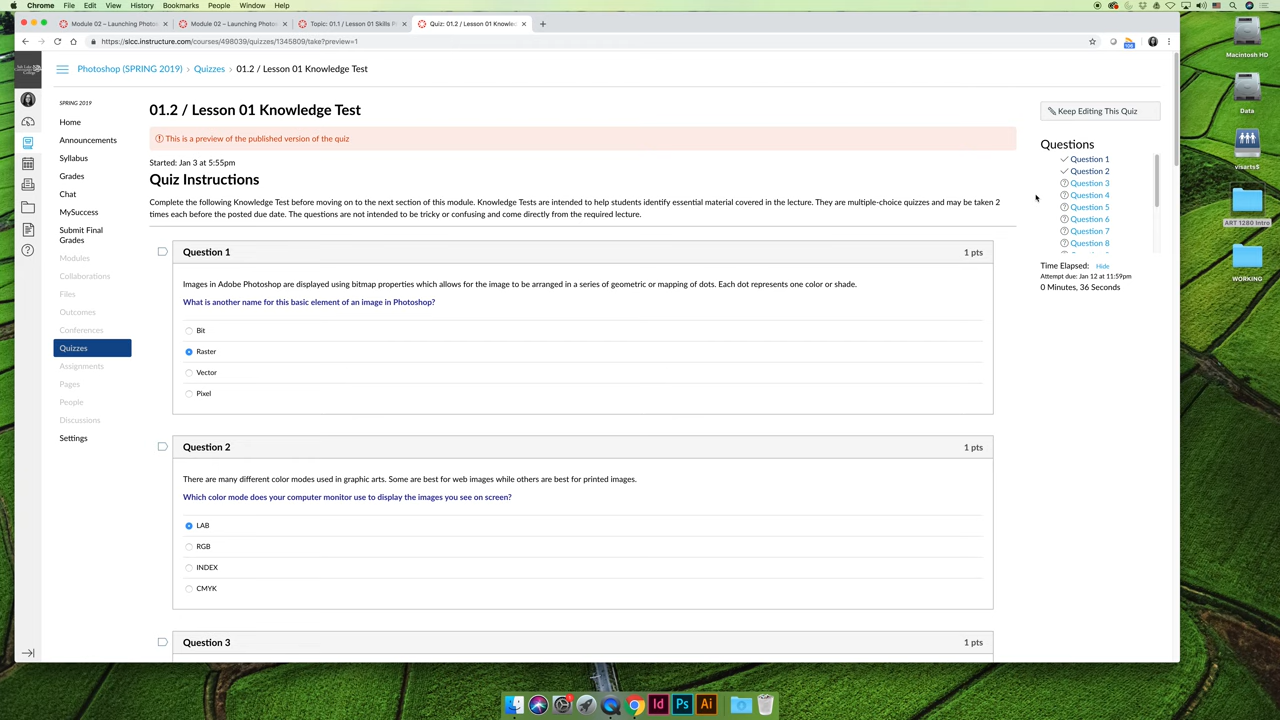 Chrome File Edit View History Bookmarks People Window Help
Module 02 – Launching Photos
Module 02 – Launching Photos
Topic: 01.1 / Lesson 01 Skills P
Quiz: 01.2 / Lesson 01 Knowle
https://slcc.instructure.com/courses/498039/quizzes/1345809/take?preview=1
Photoshop (SPRING 2019) › Quizzes › 01.2 / Lesson 01 Knowledge Test
SPRING 2019
Home
Announcements
Syllabus
Grades
Chat
MySuccess
Submit Final
Grades
Modules
Collaborations
Files
Outcomes
Conferences
Quizzes
Assignments
Pages
People
Discussions
Settings
01.2 / Lesson 01 Knowledge Test
This is a preview of the published version of the quiz
Started: Jan 3 at 5:55pm
Quiz Instructions
Complete the following Knowledge Test before moving on to the next section of this module. Knowledge Tests are intended to help students identify essential material covered in the lecture. They are multiple-choice quizzes and may be taken 2
times each before the posted due date. The questions are not intended to be tricky or confusing and come directly from the required lecture.
Question 1 1 pts
Images in Adobe Photoshop are displayed using bitmap properties which allows for the image to be arranged in a series of geometric or mapping of dots. Each dot represents one color or shade.
What is another name for this basic element of an image in Photoshop?
Bit
Raster
Vector
Pixel
Question 2 1 pts
There are many different color modes used in graphic arts. Some are best for web images while others are best for printed images.
Which color mode does your computer monitor use to display the images you see on screen?
LAB
RGB
INDEX
CMYK
Question 3 1 pts
Keep Editing This Quiz
Questions
Question 1
Question 2
Question 3
Question 4
Question 5
Question 6
Question 7
Question 8
Time Elapsed: Hide
Attempt due: Jan 12 at 11:59pm
0 Minutes, 36 Seconds
Macintosh HD
Data
visarts$
ART 1280 Intro
WORKING
Id Ps Ai